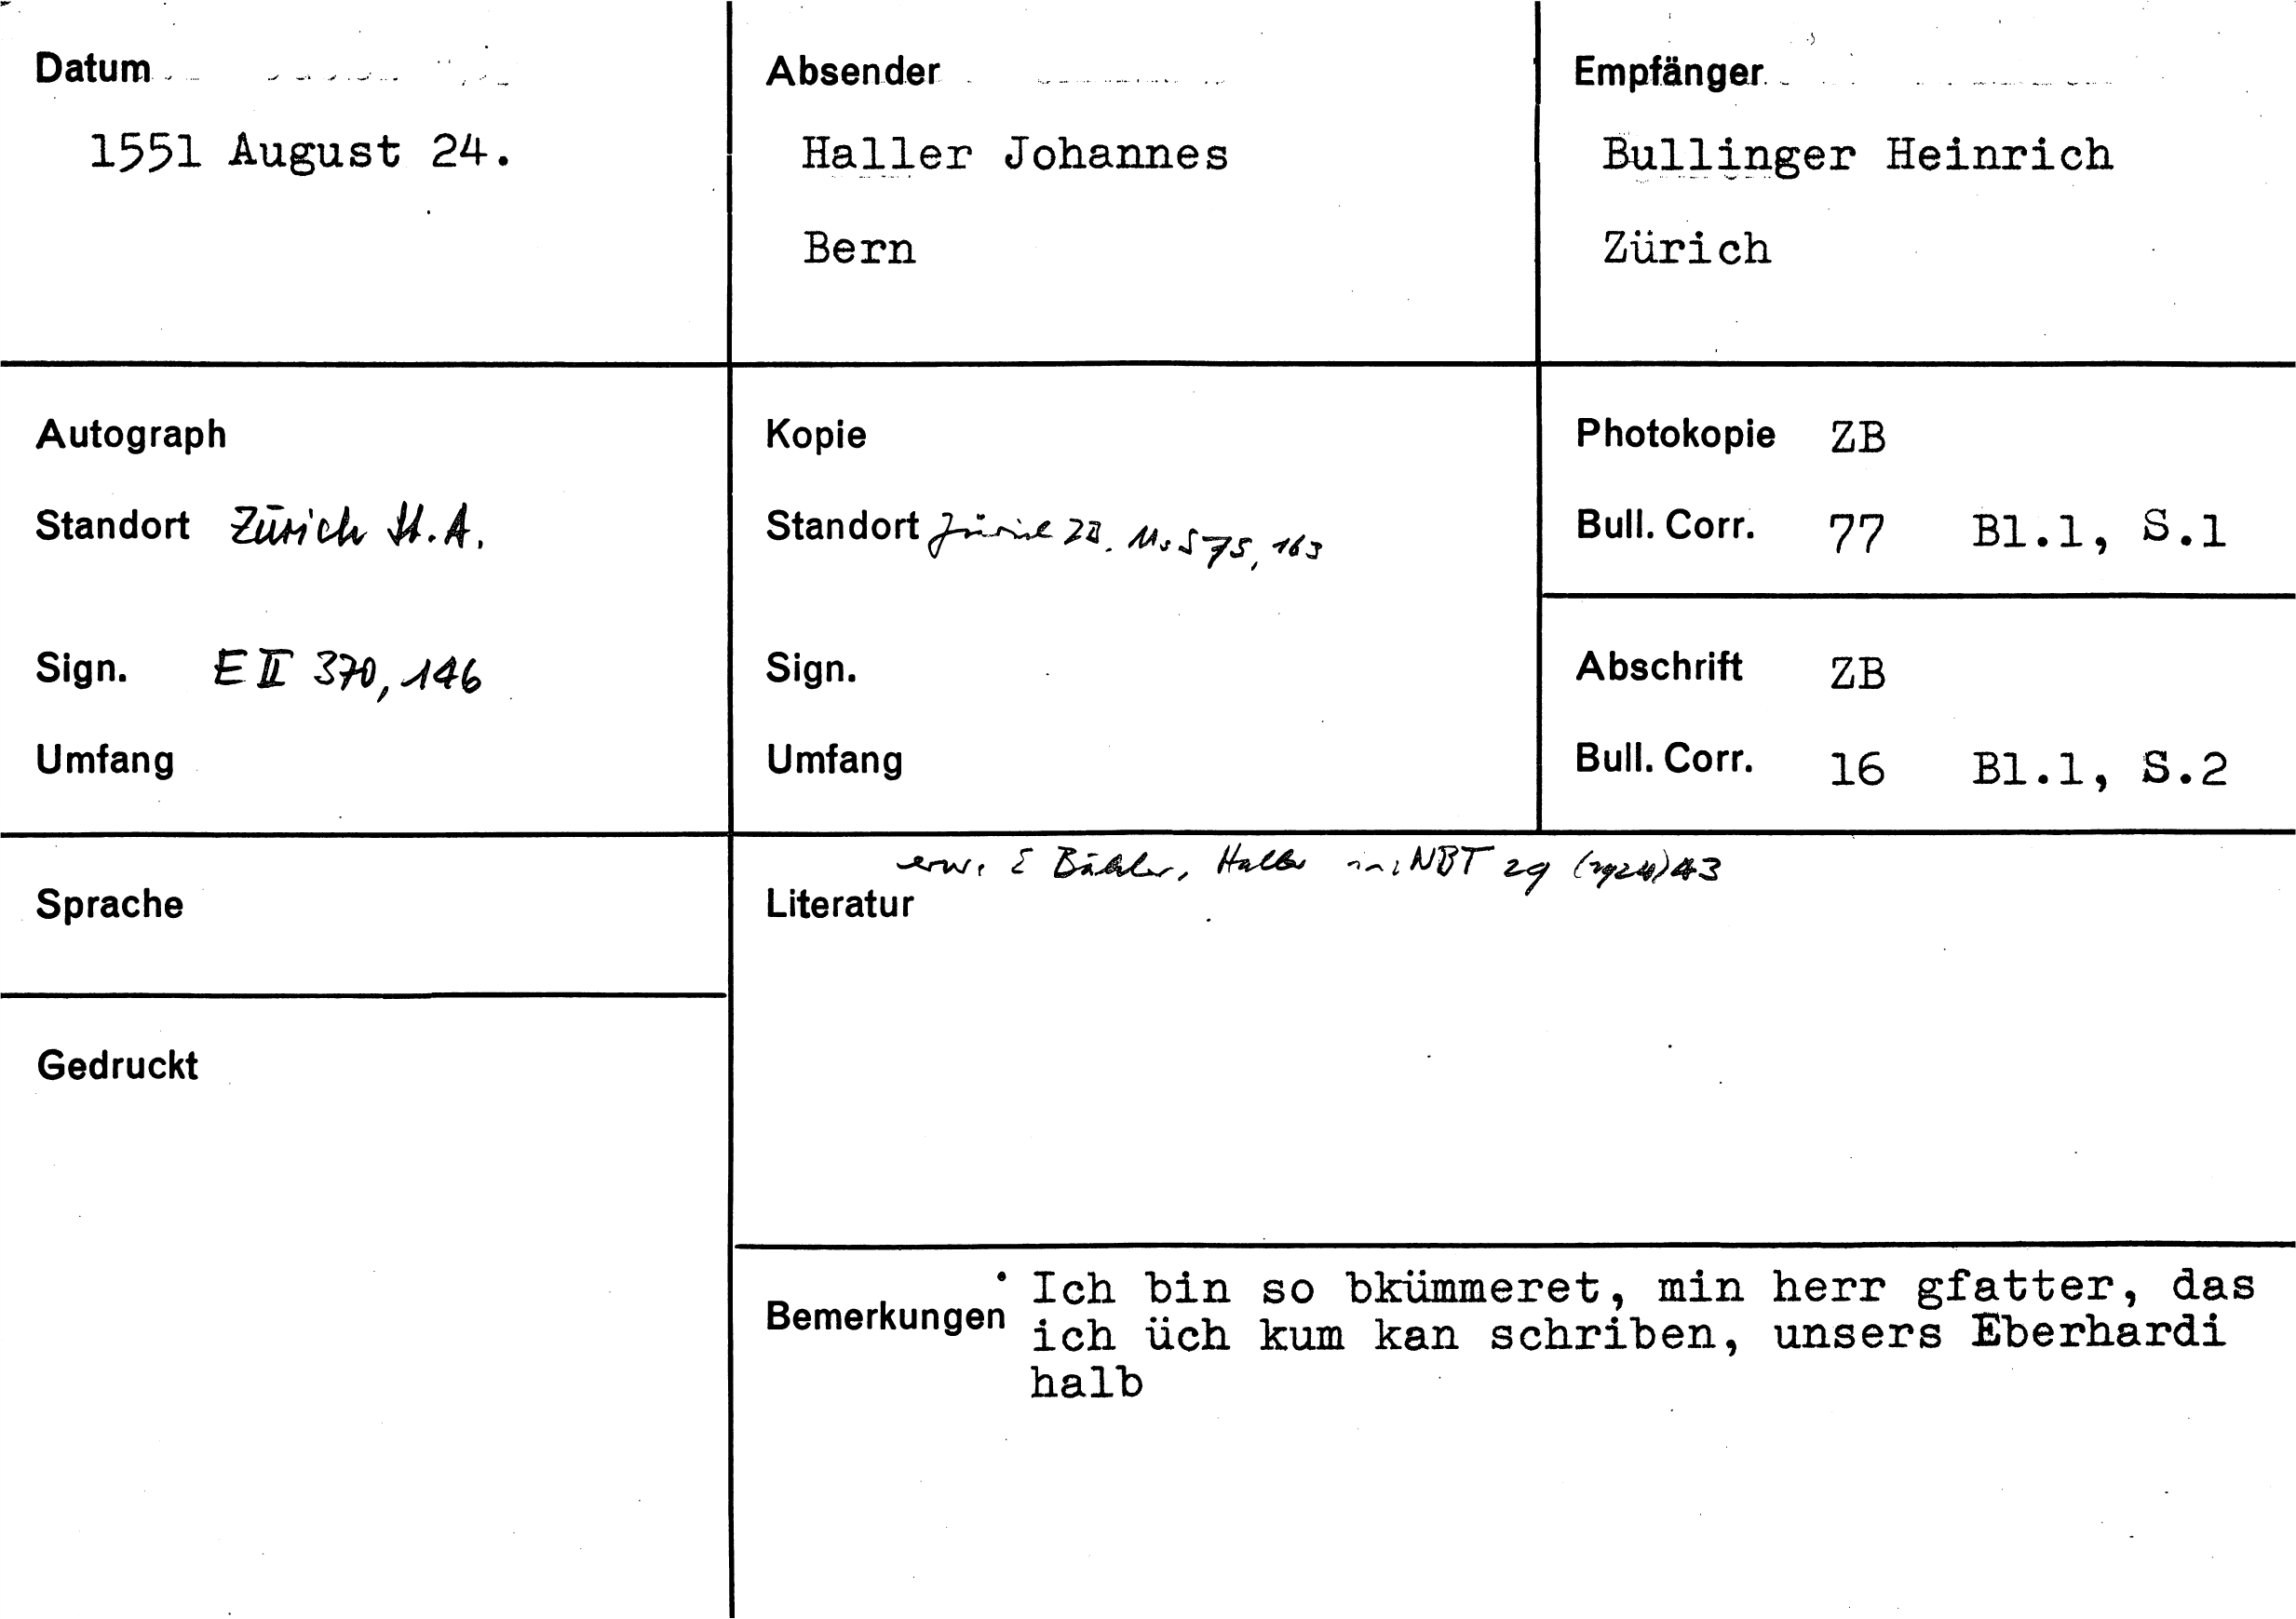 Datum
1551 August 24.
Absender
Haller Johannes
Bern
Empfänger
Bullinger Heinrich
Zürich
Autograph
Standort Zürich St.A.
Sign. E II 370, 146
Umfang
Kopie
Standort Zürich ZB. Ms S 75, 163
Sign.
Umfang
Photokopie ZB
Bull. Corr. 77 Bl.1, S.1
Abschrift ZB
Bull. Corr. 16 Bl.1, S.2
Sprache
Gedruckt
erw. E Bähler, Haller in: NBT 29 (1924) 43
Literatur
Bemerkungen
Ich bin so bkümmeret, min herr gfatter, das
ich üch kum kan schriben, unsers Eberhardi
halb